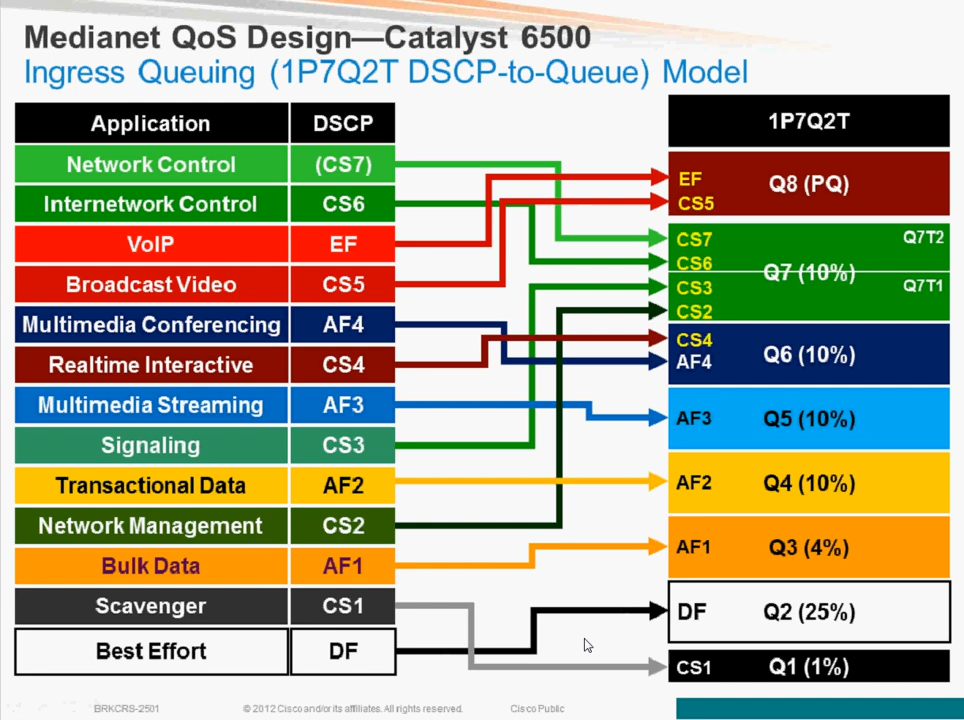 Medianet QoS Design—Catalyst 6500
Ingress Queuing (1P7Q2T DSCP-to-Queue) Model
Application DSCP
Network Control (CS7)
Internetwork Control CS6
VoIP EF
Broadcast Video CS5
Multimedia Conferencing AF4
Realtime Interactive CS4
Multimedia Streaming AF3
Signaling CS3
Transactional Data AF2
Network Management CS2
Bulk Data AF1
Scavenger CS1
Best Effort DF
1P7Q2T
EF
Q8 (PQ)
CS5
CS7 Q7T2
CS6
Q7 (10%)
CS3 Q7T1
CS2
CS4
Q6 (10%)
AF4
AF3 Q5 (10%)
AF2 Q4 (10%)
AF1 Q3 (4%)
DF Q2 (25%)
CS1 Q1 (1%)
BRKCRS-2501 © 2012 Cisco and/or its affiliates. All rights reserved. Cisco Public